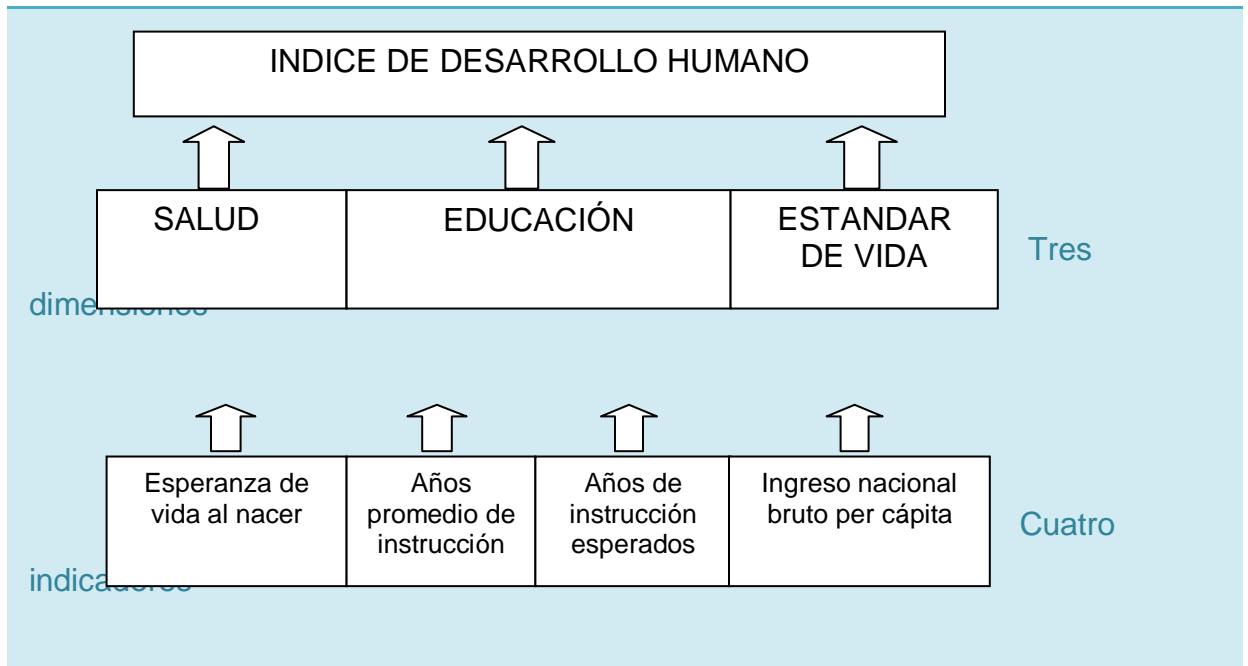 INDICE DE DESARROLLO HUMANO
SALUD
EDUCACIÓN
ESTANDAR
DE VIDA
Tres
dimensiones
Esperanza de
vida al nacer
Años
promedio de
instrucción
Años de
instrucción
esperados
Ingreso nacional
bruto per cápita
Cuatro
indicadores